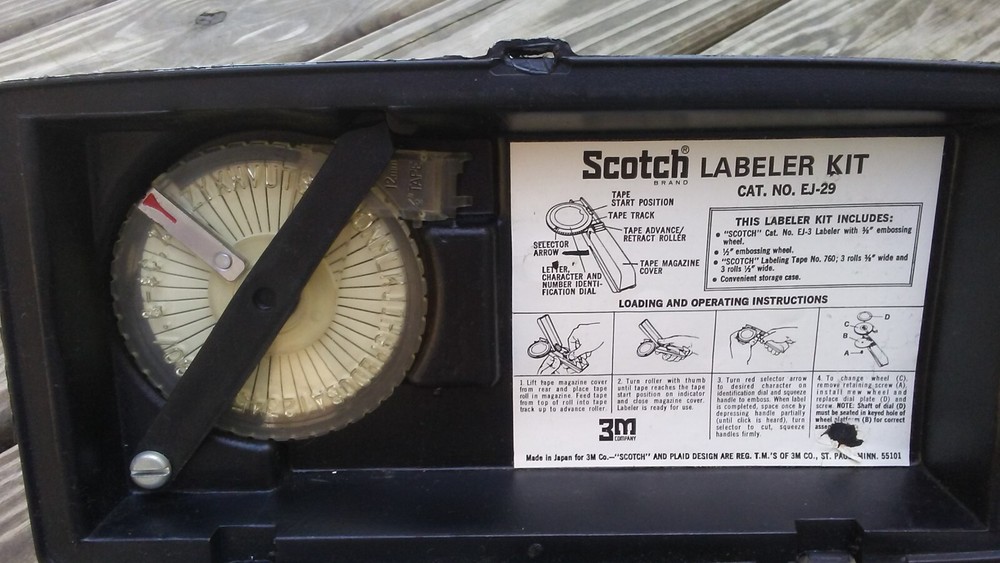 12mm
TAPE
Scotch® LABELER KIT
BRAND
CAT. NO. EJ-29
TAPE
START POSITION
TAPE TRACK
TAPE ADVANCE/
RETRACT ROLLER
SELECTOR
ARROW
LETTER,
CHARACTER AND
NUMBER IDENTI-
FICATION DIAL
TAPE MAGAZINE
COVER
THIS LABELER KIT INCLUDES:
• "SCOTCH" Cat. No. EJ-3 Labeler with ⅜" embossing
wheel.
• ½" embossing wheel.
• "SCOTCH" Labeling Tape No. 760; 3 rolls ⅜" wide and
3 rolls ½" wide.
• Convenient storage case.
LOADING AND OPERATING INSTRUCTIONS
D
C
B
A
1. Lift tape magazine cover
from rear and place tape
roll in magazine. Feed tape
from top of roll into tape
track up to advance roller.
2. Turn roller with thumb
until tape reaches the tape
start position on indicator
and close magazine cover.
Labeler is ready for use.
3. Turn red selector arrow
to desired character on
identification dial and squeeze
handle to emboss. When label
is completed, space once by
depressing handle partially
(until click is heard), turn
selector to cut, squeeze
handles firmly.
4. To change wheel (C),
remove retaining screw (A),
install new wheel and
replace dial plate (D) and
screw. NOTE: Shaft of dial (D)
must be seated in keyed hole of
wheel platform (B) for correct
3M
COMPANY
Made in Japan for 3M Co.—"SCOTCH" AND PLAID DESIGN ARE REG. T.M.'S OF 3M CO., ST. PAUL, MINN. 55101